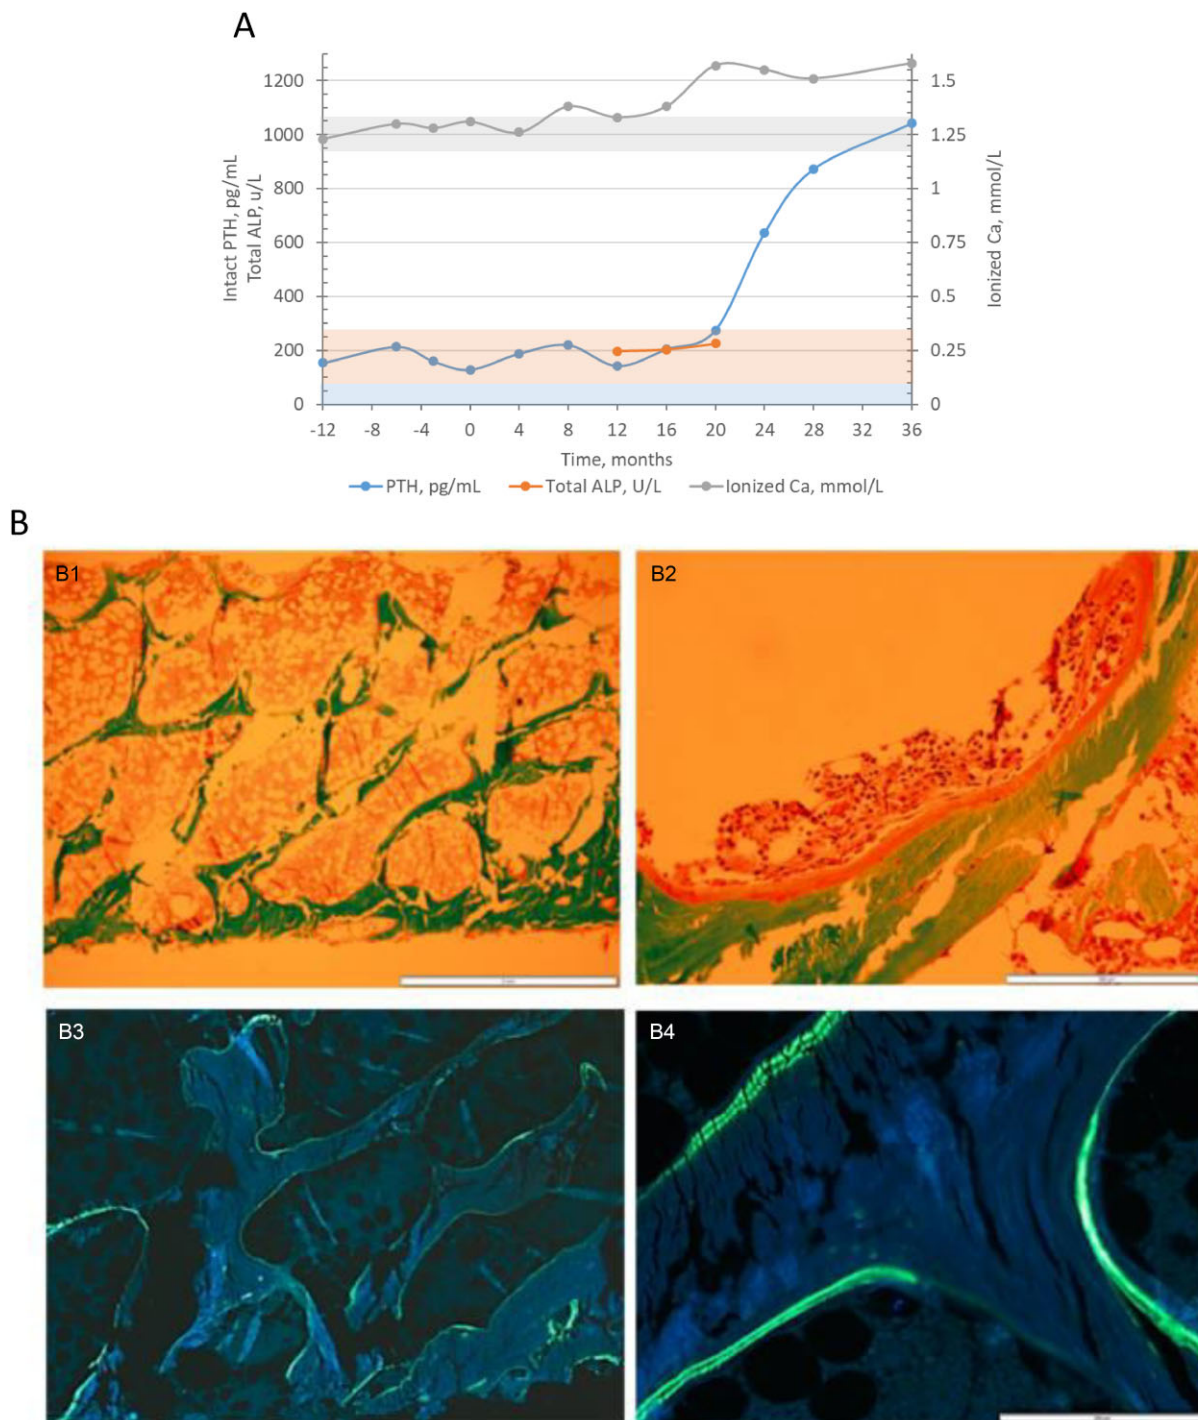 A
Intact PTH, pg/mL
Total ALP, u/L
1200
1000
800
600
400
200
0
1.5
1.25
1
0.75
0.5
0.25
0
Ionized Ca, mmol/L
-12 -8 -4 0 4 8 12 16 20 24 28 36
Time, months
PTH, pg/mL Total ALP, U/L Ionized Ca, mmol/L
B
B1
B2
B3
B4